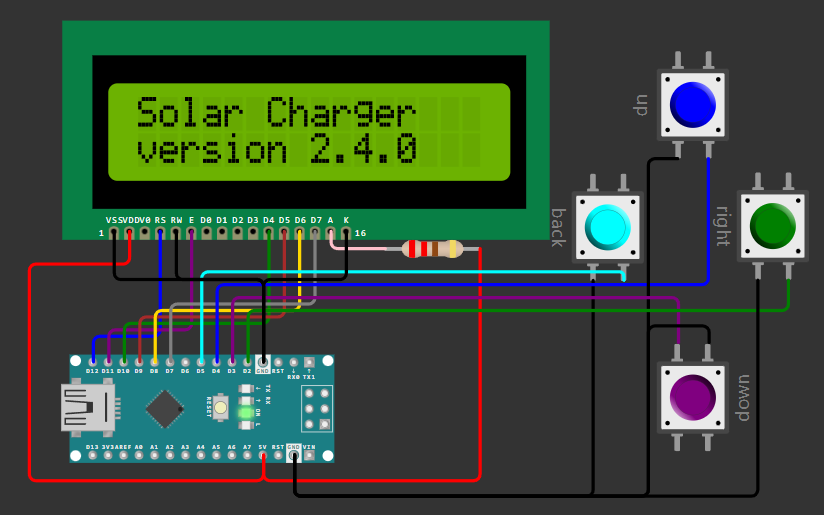 Solar Charger
version 2.4.0
VSS VDD V0 RS RW E D0 D1 D2 D3 D4 D5 D6 D7 A K
1 16
up
back
right
down
D12 D11 D10 D9 D8 D7 D6 D5 D4 D3 D2 GND RST RX0 TX1
RESET
TX
RX
ON
L
D13 3V3 AREF A0 A1 A2 A3 A4 A5 A6 A7 5V RST GND VIN